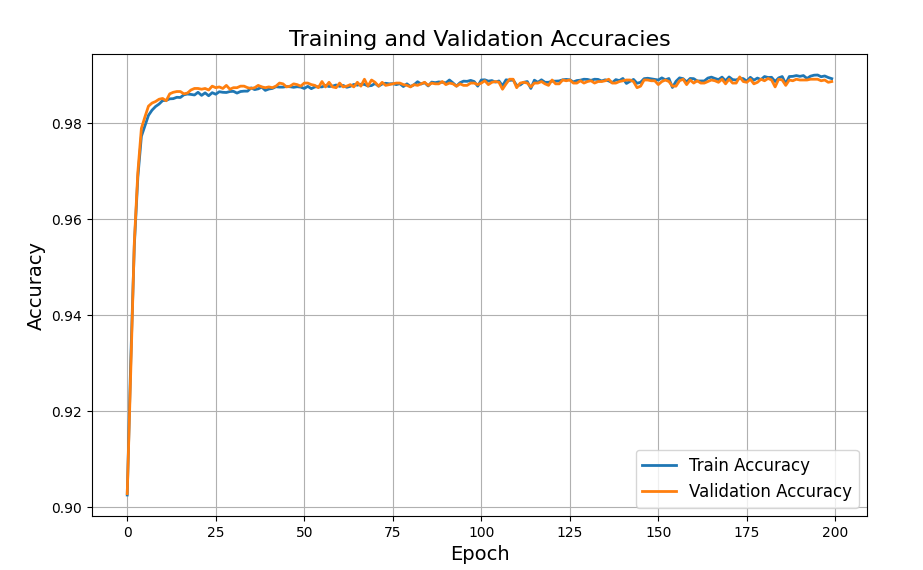 Training and Validation Accuracies
Accuracy
0.98
0.96
0.94
0.92
0.90
0 25 50 75 100 125 150 175 200
Epoch
Train Accuracy
Validation Accuracy